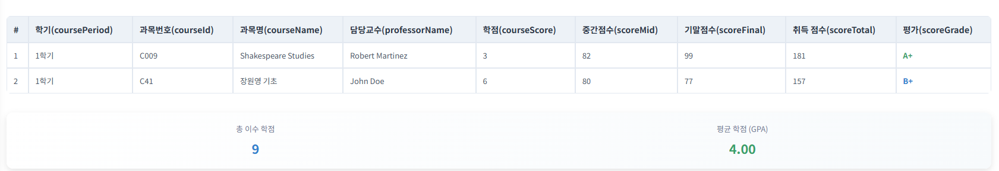 # 학기(coursePeriod) 과목번호(courseId) 과목명(courseName) 담당교수(professorName) 학점(courseScore) 중간점수(scoreMid) 기말점수(scoreFinal) 취득 점수(scoreTotal) 평가(scoreGrade)
1 1학기 C009 Shakespeare Studies Robert Martinez 3 82 99 181 A+
2 1학기 C41 장원영 기초 John Doe 6 80 77 157 B+
총 이수 학점 평균 학점 (GPA)
9 4.00